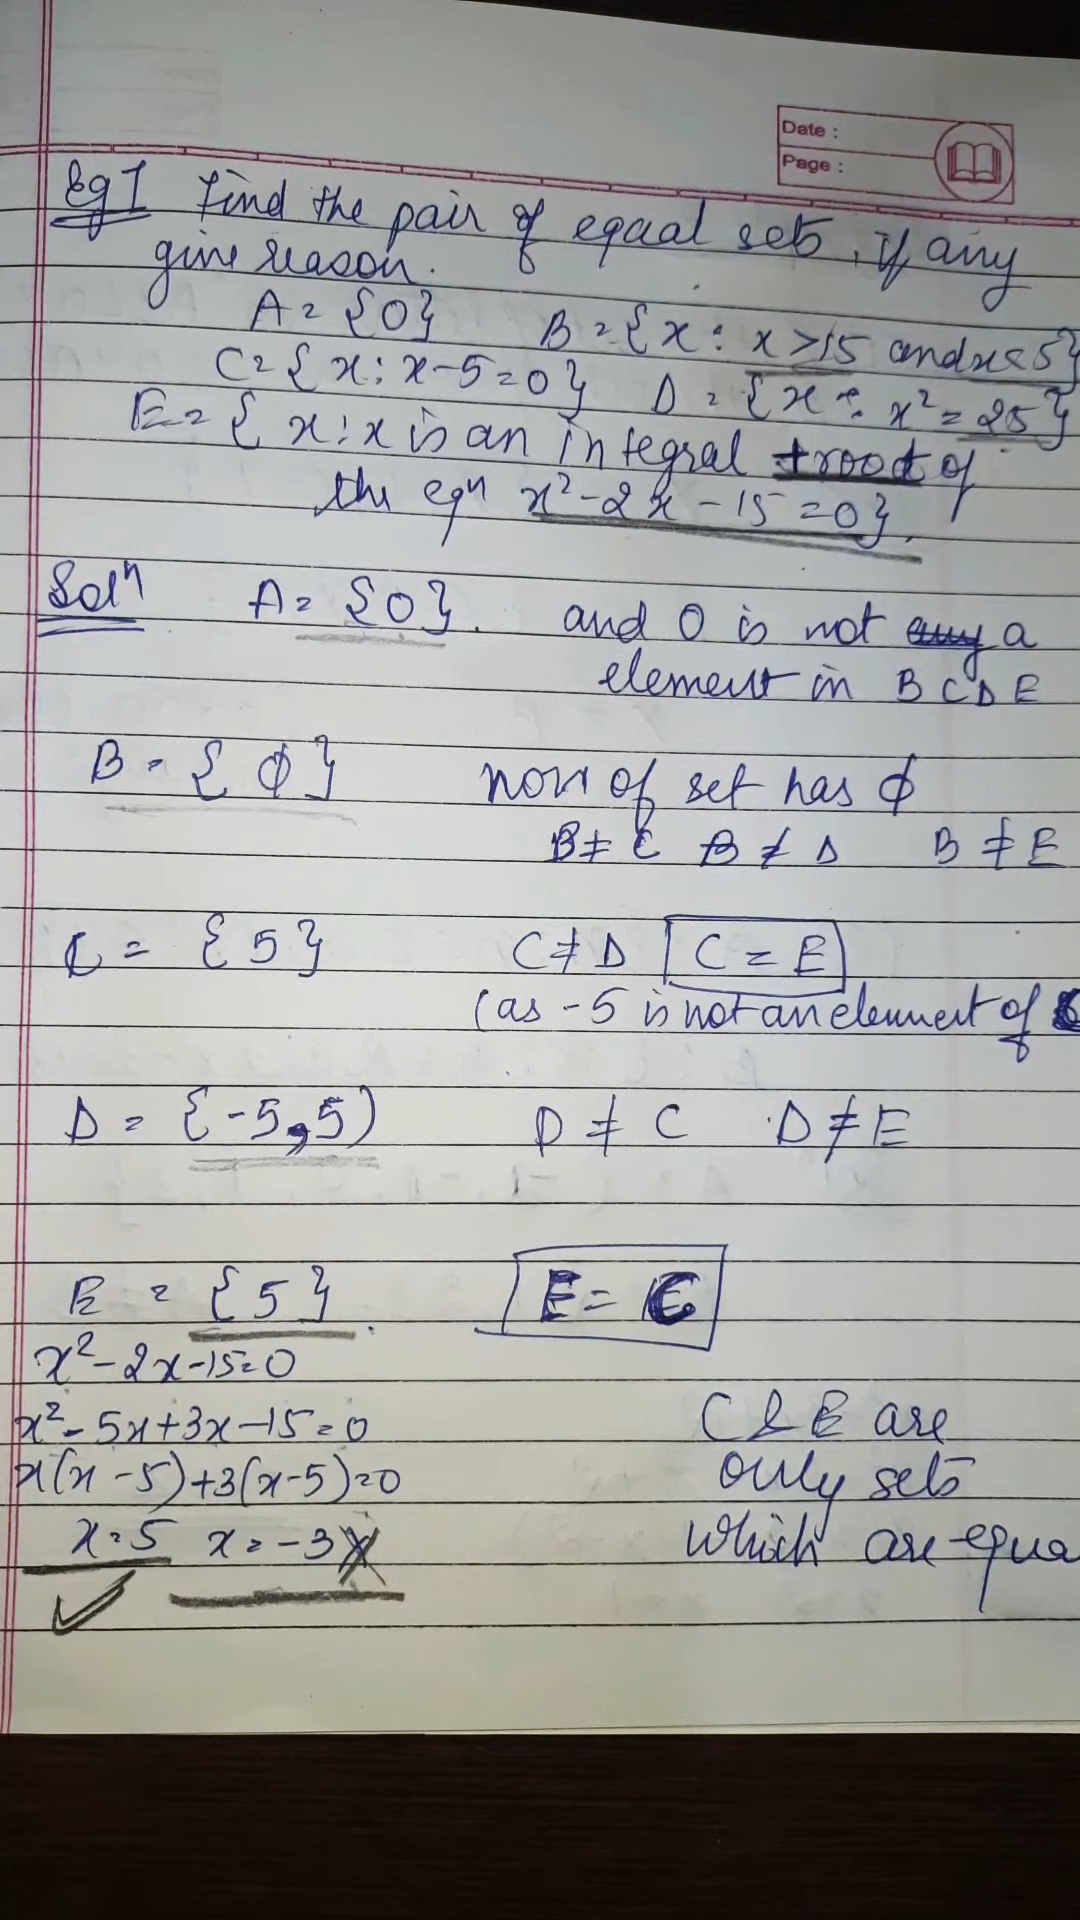 Date :
Page :
Eg 1 Find the pair of equal sets, if any
give reason.
A = {0} B = {x : x > 15 and x < 5}
C = {x : x - 5 = 0} D = {x : x² = 25}
E = {x : x is an integral +root of
the eqⁿ x² - 2x - 15 = 0}.
Solⁿ A = {0}. and 0 is not any a
element in B C D E
B = {ϕ} non of set has ϕ
B ≠ C B ≠ D B ≠ E
C = {5} C ≠ D C = E
(as -5 is not an element of C
D = {-5, 5) D ≠ C D ≠ E
E = {5}. E = C
x² - 2x - 15 = 0
x² - 5x + 3x - 15 = 0 C & E are
x(x - 5) + 3(x - 5) = 0 only sets
x = 5 x = -3 X which are equa